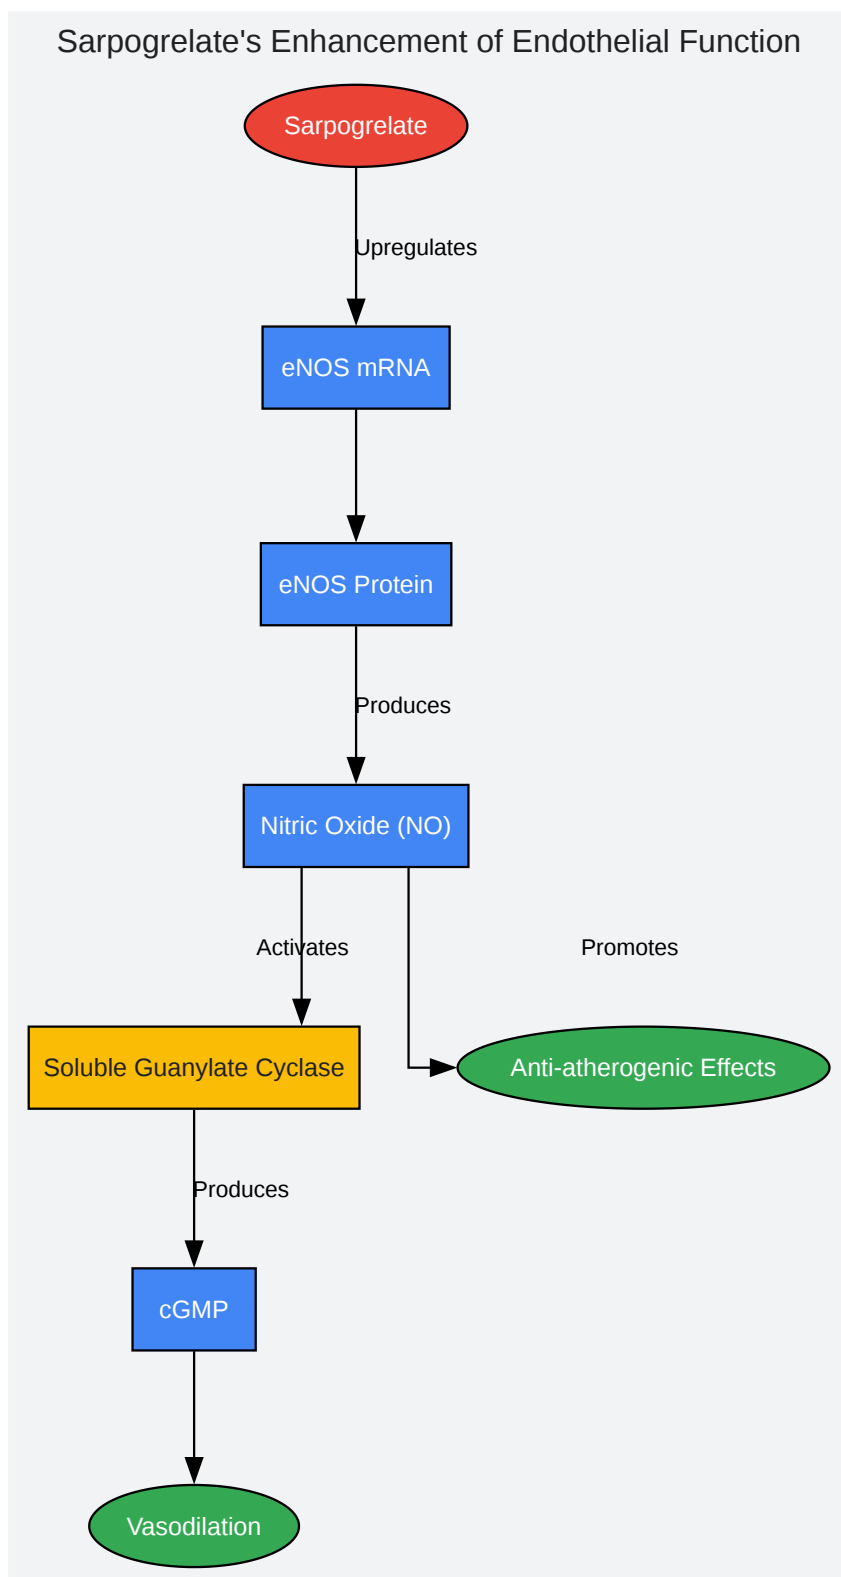 Sarpogrelate's Enhancement of Endothelial Function
Sarpogrelate
Upregulates
eNOS mRNA
eNOS Protein
Produces
Nitric Oxide (NO)
Activates
Promotes
Soluble Guanylate Cyclase
Anti-atherogenic Effects
Produces
cGMP
Vasodilation